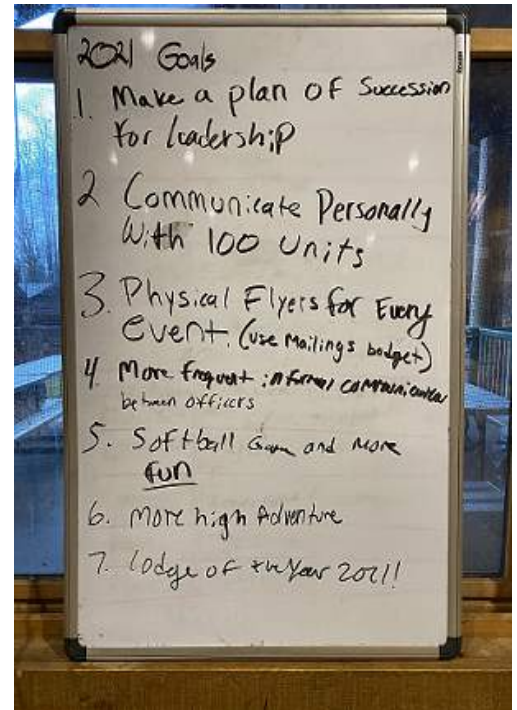 2021 Goals
1. Make a plan of Succession
for leadership
2 Communicate Personally
With 100 Units
3. Physical Flyers for Every
event. (use Mailings budget)
4. More frequent informal communication
between officers
5. Softball Game and More
fun
6. More high Adventure
7. lodge of the Year 2021!